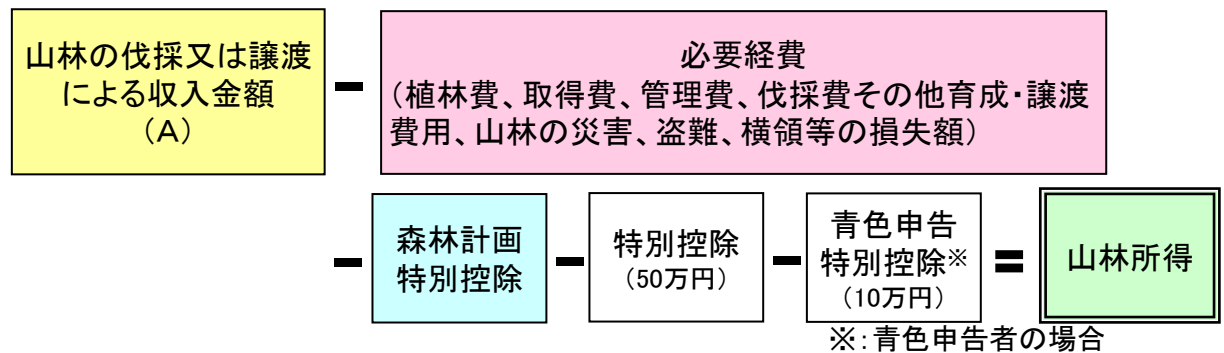 山林の伐採又は譲渡
による収入金額
(A)
－
必要経費
(植林費、取得費、管理費、伐採費その他育成・譲渡
費用、山林の災害、盗難、横領等の損失額)
－
森林計画
特別控除
－
特別控除
(50万円)
－
青色申告
特別控除※
(10万円)
＝
山林所得
※：青色申告者の場合